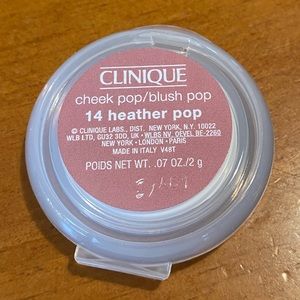 CLINIQUE
cheek pop/blush pop
14 heather pop
© CLINIQUE LABS., DIST. NEW YORK, N.Y. 10022
WLB LTD, GU32 3DD, UK • WLBS NV, DEVEL. BE-2260
NEW YORK • LONDON • PARIS
MADE IN ITALY V48T
POIDS NET WT. .07 OZ./2 g